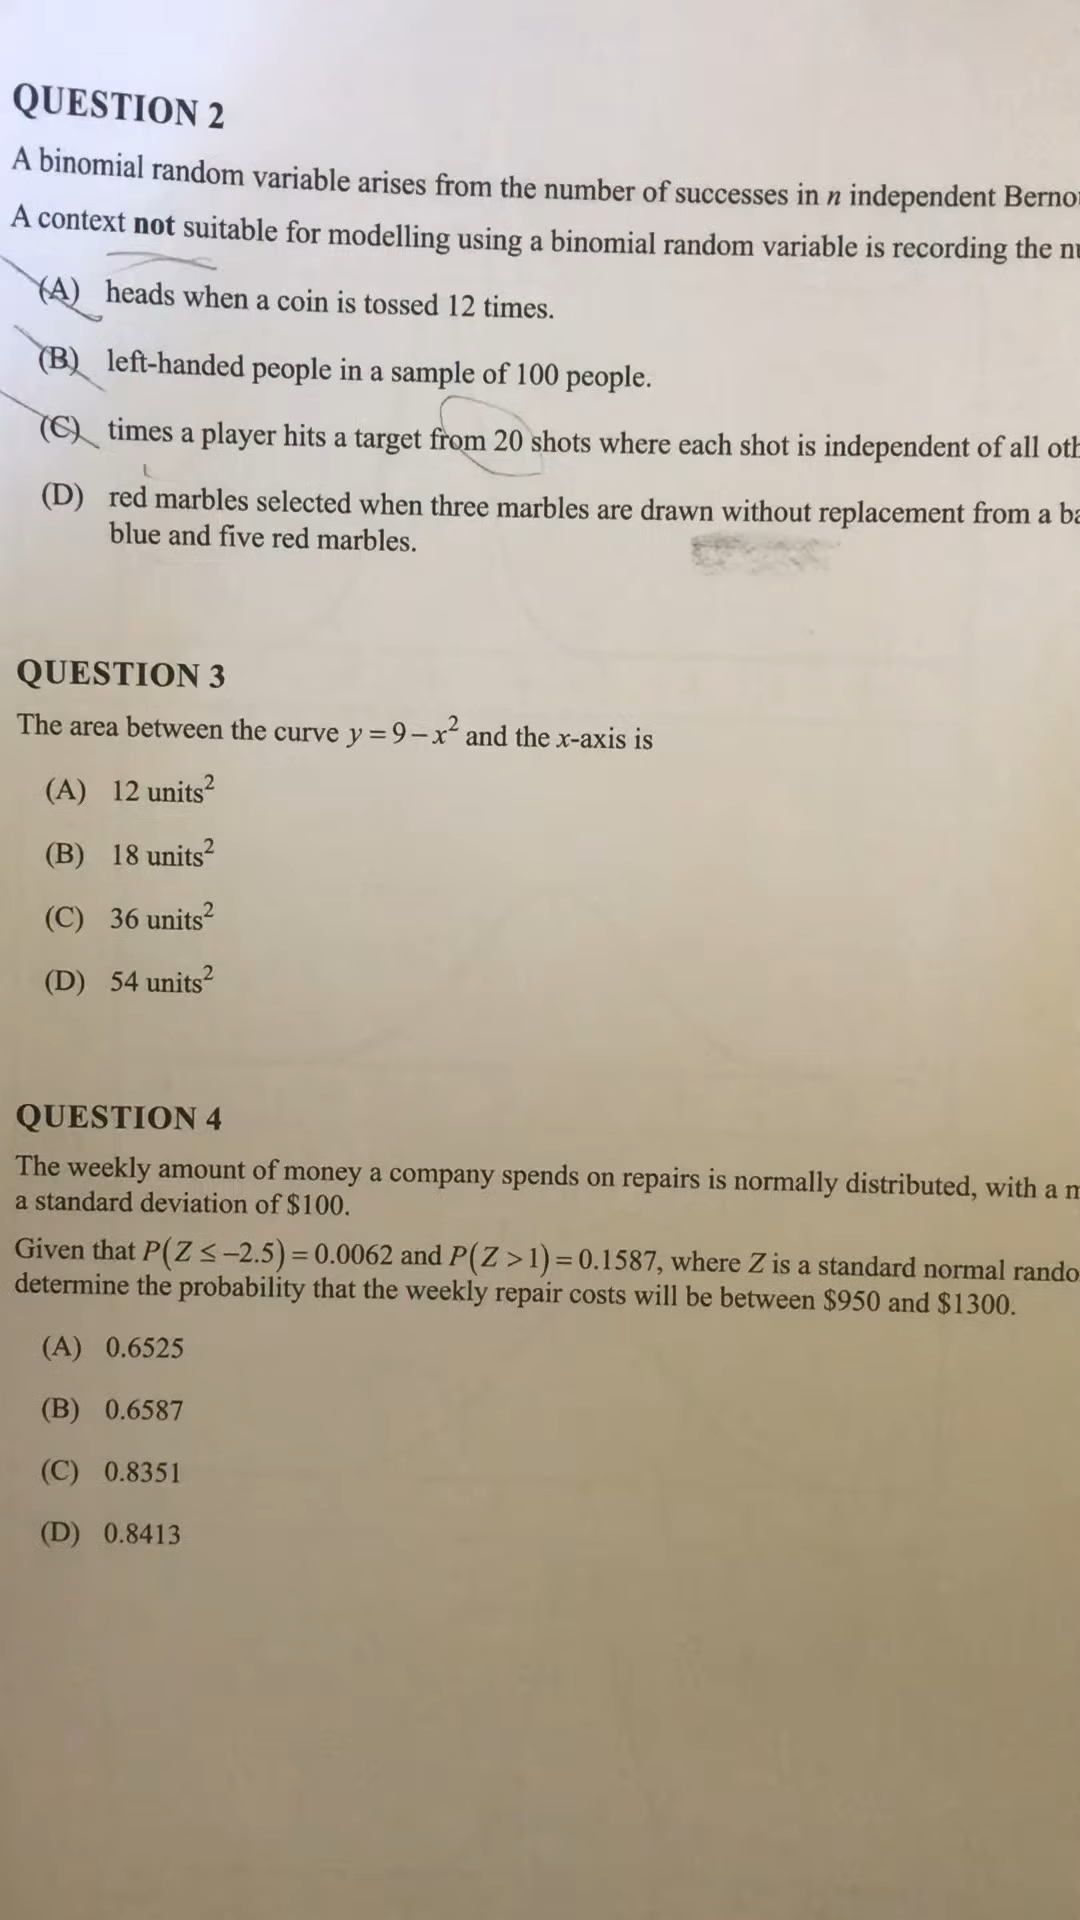 QUESTION 2
A binomial random variable arises from the number of successes in n independent
A context not suitable for modelling using a binomial random variable is recording the
(A) heads when a coin is tossed 12 times.
(B) left-handed people in a sample of 100 people.
(C) times a player hits a target from 20 shots where each shot is independent of all
(D) red marbles selected when three marbles are drawn without replacement from a
blue and five red marbles.
QUESTION 3
The area between the curve y = 9 − x² and the x-axis is
(A) 12 units²
(B) 18 units²
(C) 36 units²
(D) 54 units²
QUESTION 4
The weekly amount of money a company spends on repairs is normally distributed, with a
a standard deviation of $100.
Given that P(Z ≤ −2.5) = 0.0062 and P(Z > 1) = 0.1587, where Z is a standard normal
determine the probability that the weekly repair costs will be between $950 and $1300.
(A) 0.6525
(B) 0.6587
(C) 0.8351
(D) 0.8413